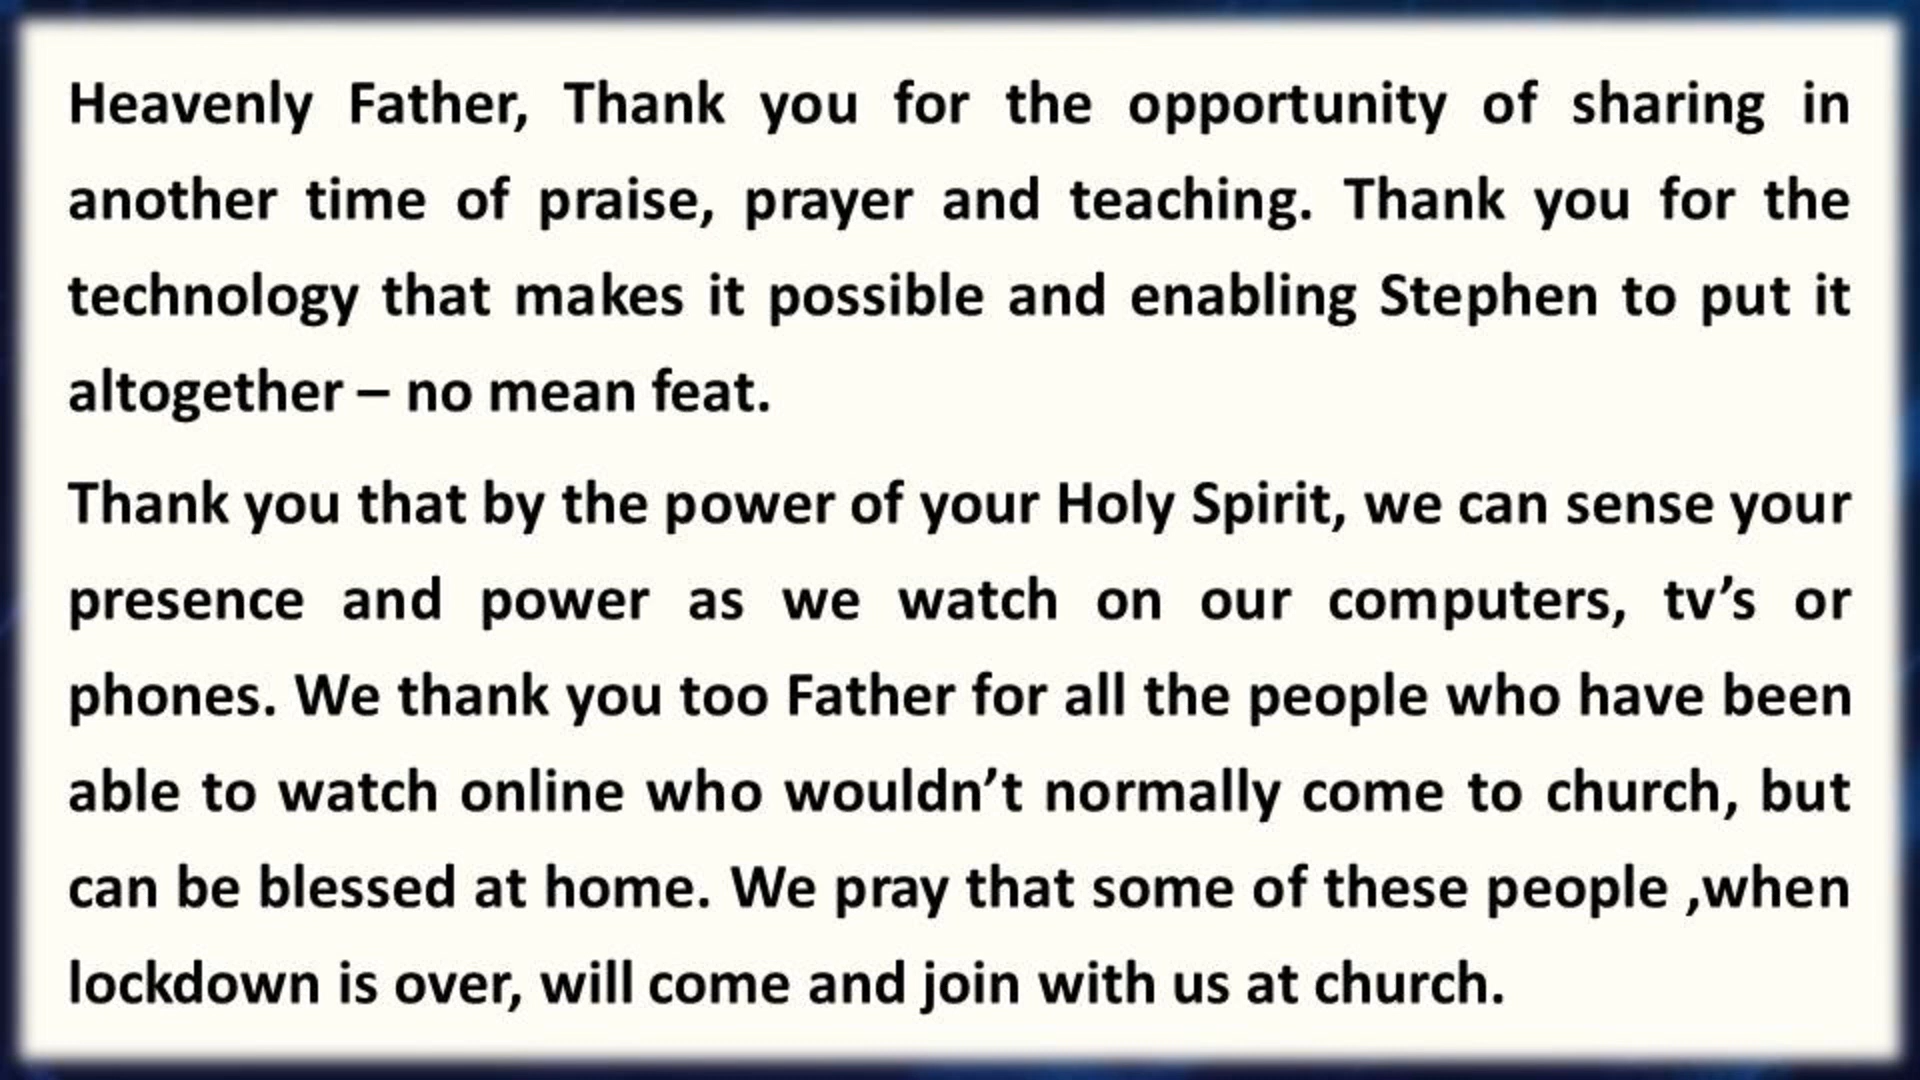 Heavenly Father, Thank you for the opportunity of sharing in
another time of praise, prayer and teaching. Thank you for the
technology that makes it possible and enabling Stephen to put it
altogether – no mean feat.
Thank you that by the power of your Holy Spirit, we can sense your
presence and power as we watch on our computers, tv’s or
phones. We thank you too Father for all the people who have been
able to watch online who wouldn’t normally come to church, but
can be blessed at home. We pray that some of these people ,when
lockdown is over, will come and join with us at church.